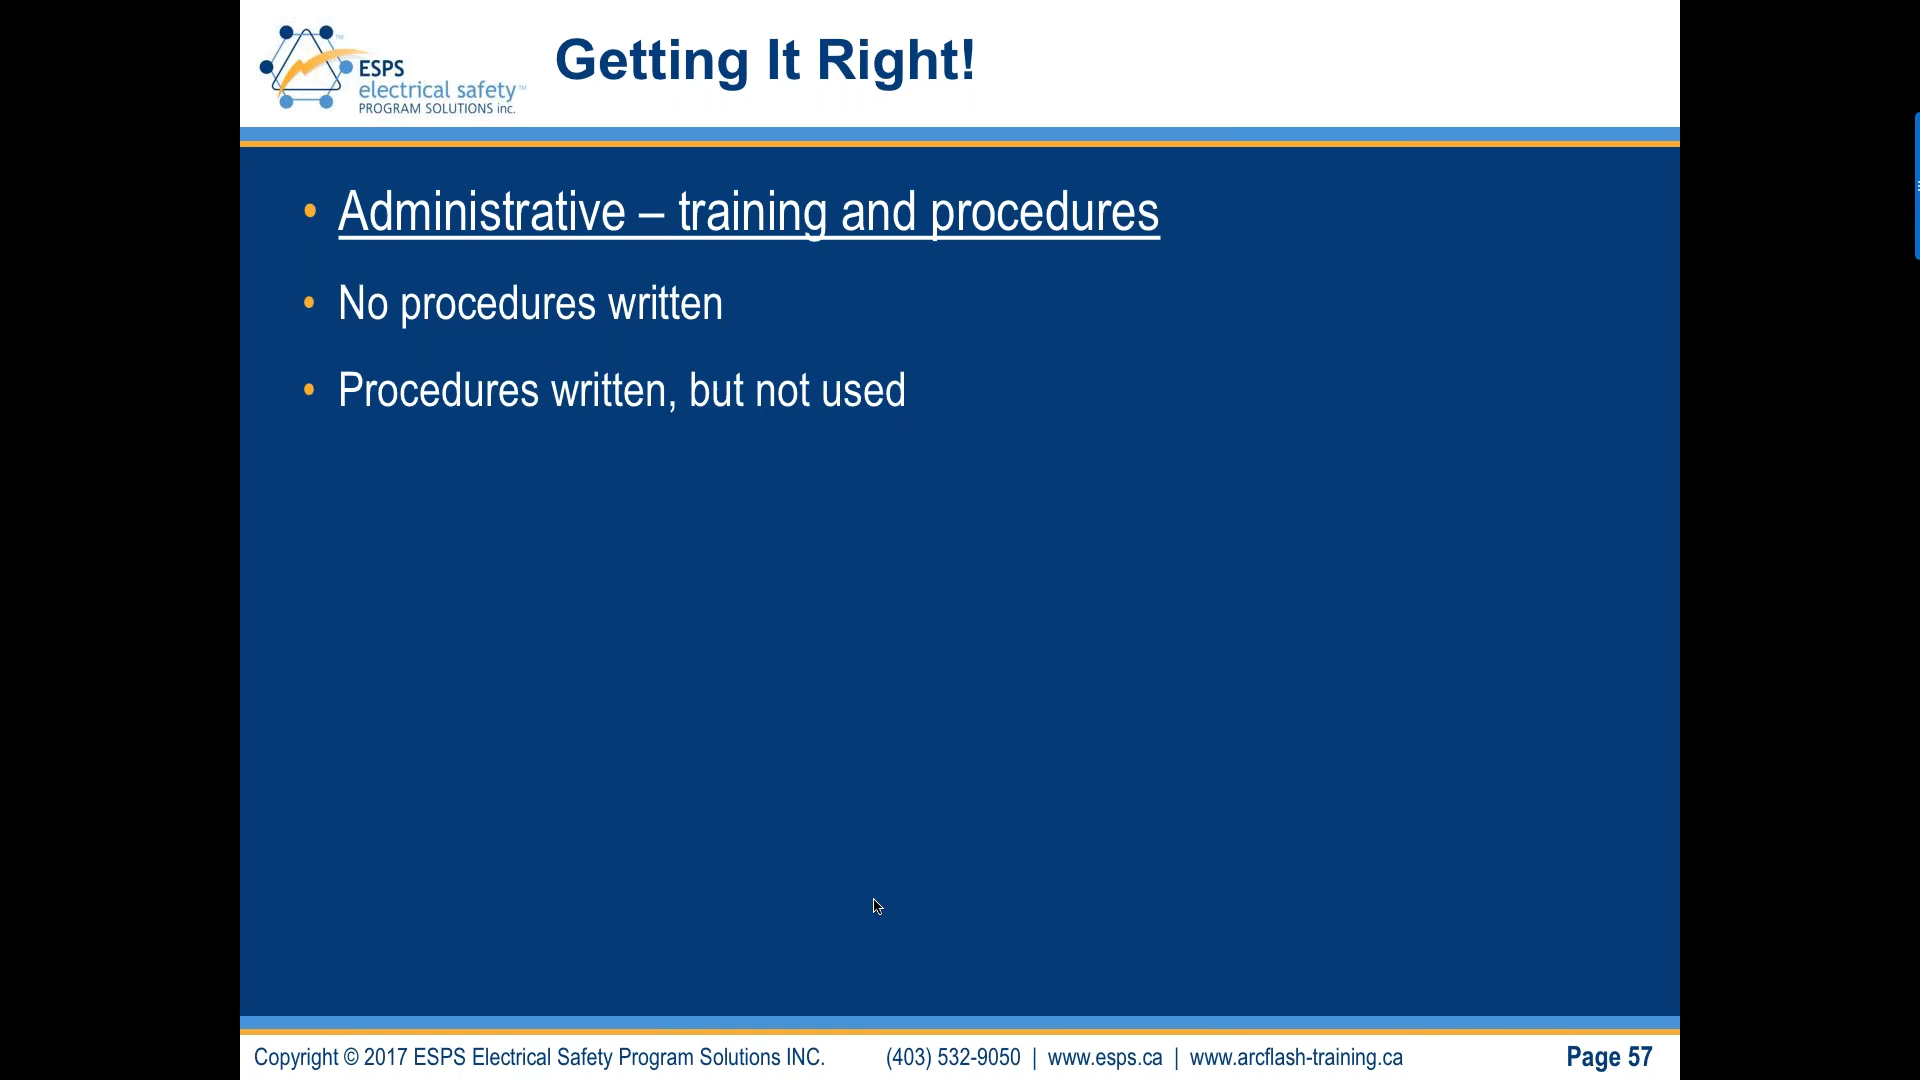 ESPS
electrical safety™
PROGRAM SOLUTIONS inc.
Getting It Right!
• Administrative – training and procedures
• No procedures written
• Procedures written, but not used
Copyright © 2017 ESPS Electrical Safety Program Solutions INC. (403) 532-9050 | www.esps.ca | www.arcflash-training.ca Page 57